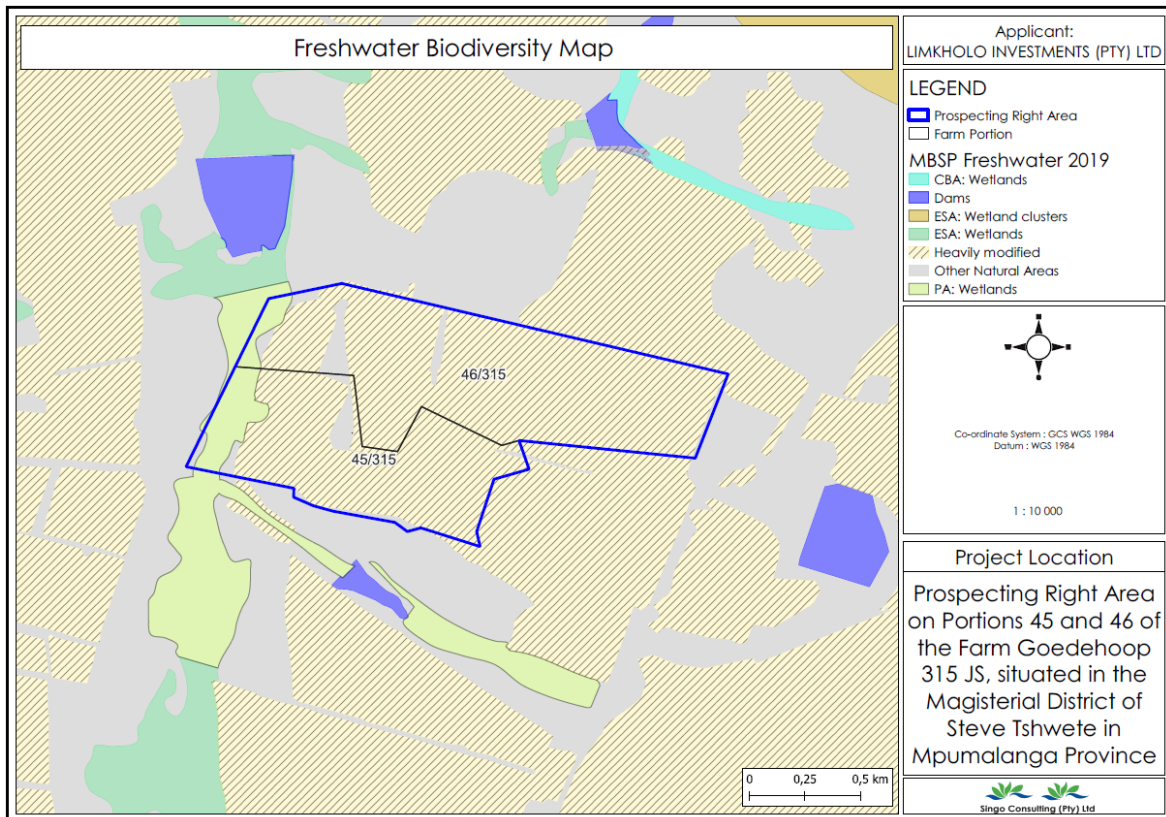 Freshwater Biodiversity Map
46/315
45/315
0 0,25 0,5 km
Applicant:
LIMKHOLO INVESTMENTS (PTY) LTD
LEGEND
Prospecting Right Area
Farm Portion
MBSP Freshwater 2019
CBA: Wetlands
Dams
ESA: Wetland clusters
ESA: Wetlands
Heavily modified
Other Natural Areas
PA: Wetlands
Co-ordinate System : GCS WGS 1984
Datum : WGS 1984
1 : 10 000
Project Location
Prospecting Right Area
on Portions 45 and 46 of
the Farm Goedehoop
315 JS, situated in the
Magisterial District of
Steve Tshwete in
Mpumalanga Province
Singo Consulting (Pty) Ltd